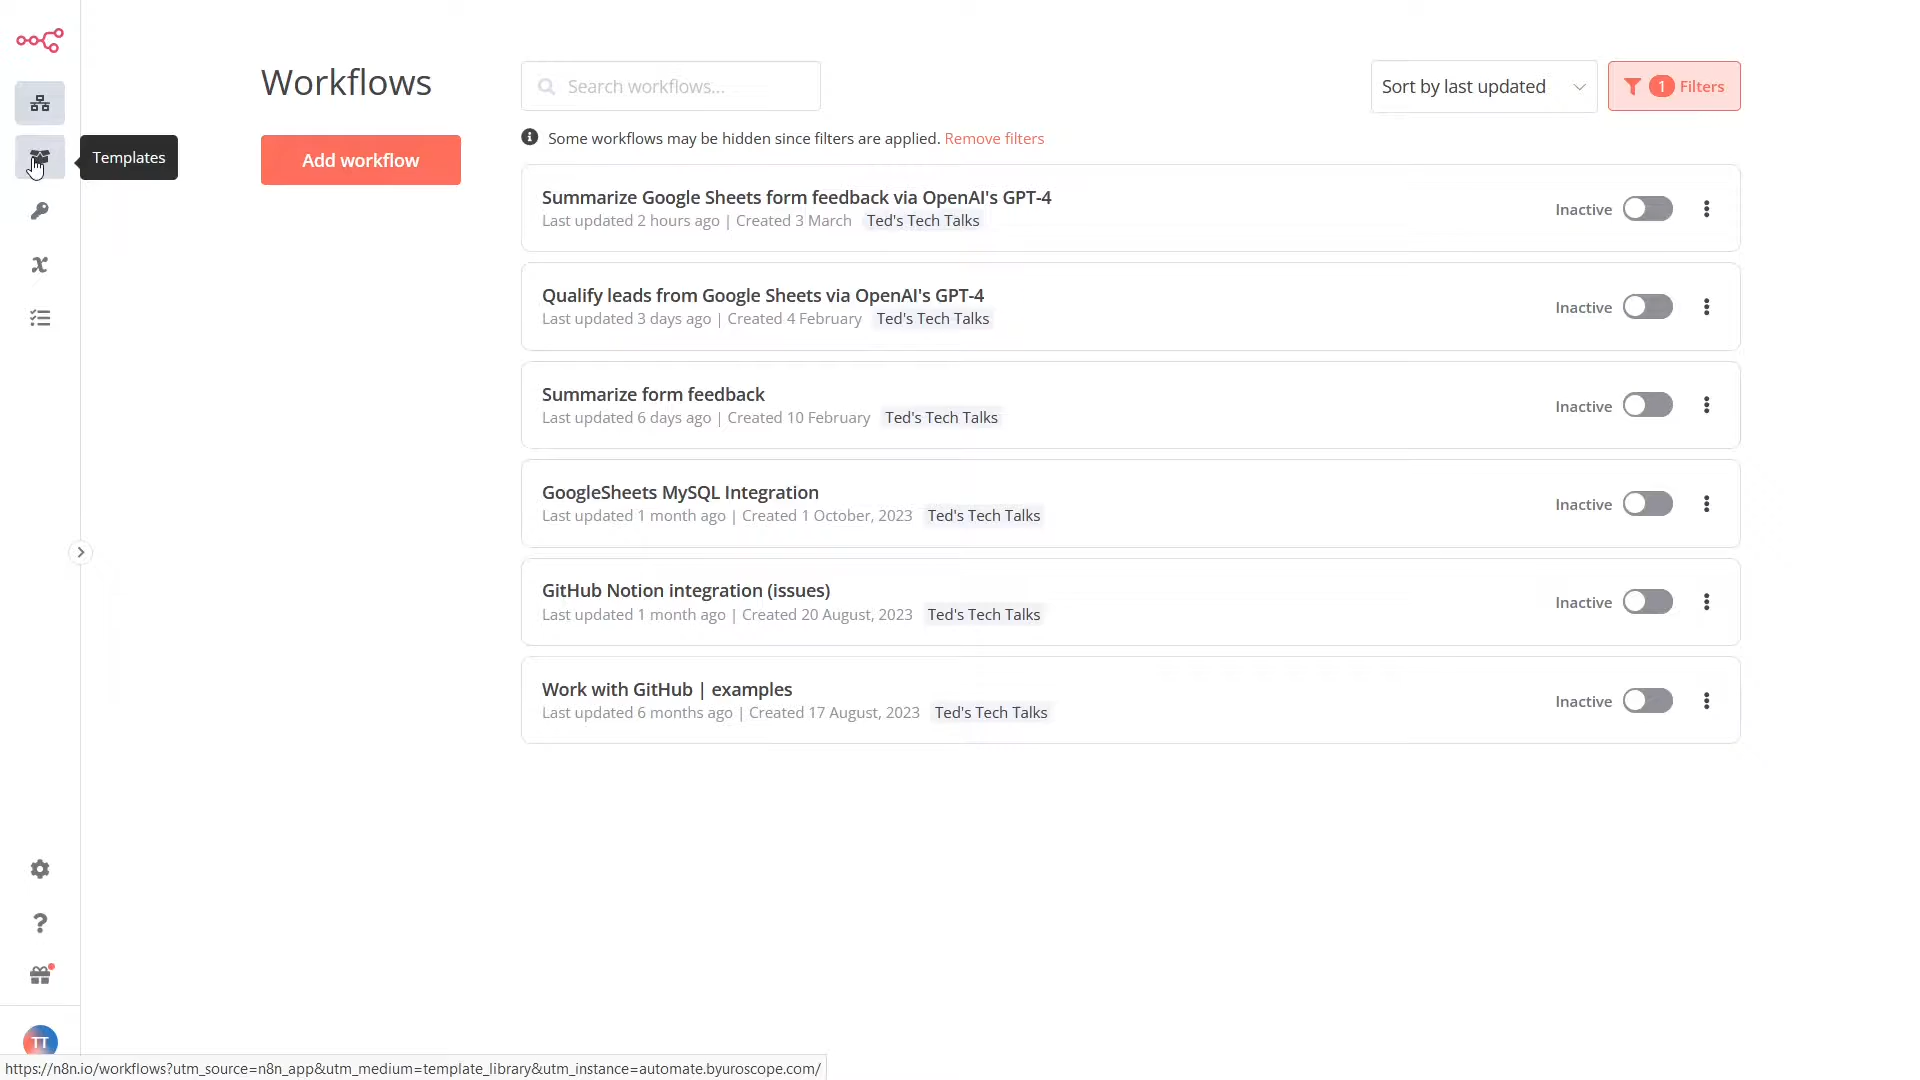 Workflows
Search workflows...
Sort by last updated
1 Filters
Templates
Add workflow
Some workflows may be hidden since filters are applied. Remove filters
Summarize Google Sheets form feedback via OpenAI's GPT-4
Last updated 2 hours ago | Created 3 March Ted's Tech Talks
Inactive
Qualify leads from Google Sheets via OpenAI's GPT-4
Last updated 3 days ago | Created 4 February Ted's Tech Talks
Inactive
Summarize form feedback
Last updated 6 days ago | Created 10 February Ted's Tech Talks
Inactive
GoogleSheets MySQL Integration
Last updated 1 month ago | Created 1 October, 2023 Ted's Tech Talks
Inactive
GitHub Notion integration (issues)
Last updated 1 month ago | Created 20 August, 2023 Ted's Tech Talks
Inactive
Work with GitHub | examples
Last updated 6 months ago | Created 17 August, 2023 Ted's Tech Talks
Inactive
TT
https://n8n.io/workflows?utm_source=n8n_app&utm_medium=template_library&utm_instance=automate.byuroscope.com/